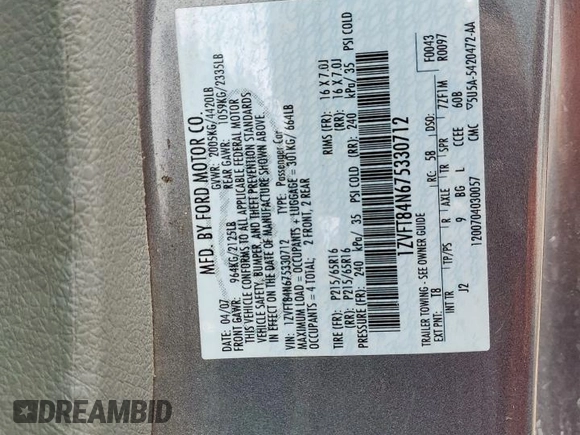 MFD. BY FORD MOTOR CO.
DATE: 04/07 GVWR: 2005KG/4420LB
FRONT GAWR: 964KG/2125LB REAR GAWR: 1059KG/2335LB
THIS VEHICLE CONFORMS TO ALL APPLICABLE FEDERAL MOTOR
VEHICLE SAFETY, BUMPER, AND THEFT PREVENTION STANDARDS
IN EFFECT ON THE DATE OF MANUFACTURE SHOWN ABOVE.
VIN: 1ZVFT84N675330712 TYPE: Passenger Car
MAXIMUM LOAD = OCCUPANTS + LUGGAGE = 301KG/ 664LB
OCCUPANTS = 4 TOTAL: 2 FRONT, 2 REAR
TIRE (FR): P215/65R16 RIMS (FR): 16 X 7.0J
TIRE (RR): P215/65R16 (RR): 16 X 7.0J
PRESSURE (FR): 240 kPa/ 35 PSI COLD (RR): 240 kPa/ 35 PSI COLD
1ZVFT84N675330712
TRAILER TOWING - SEE OWNER GUIDE F0043
R0097
EXT PNT: T8 RC: 58 DSO:
INT TR TP/PS R AXLE TR SPR 7ZF1M
J2 9 BG L CCEE 60B
1200704030057 CMC 5U5A-5420472-AA
DREAMBID